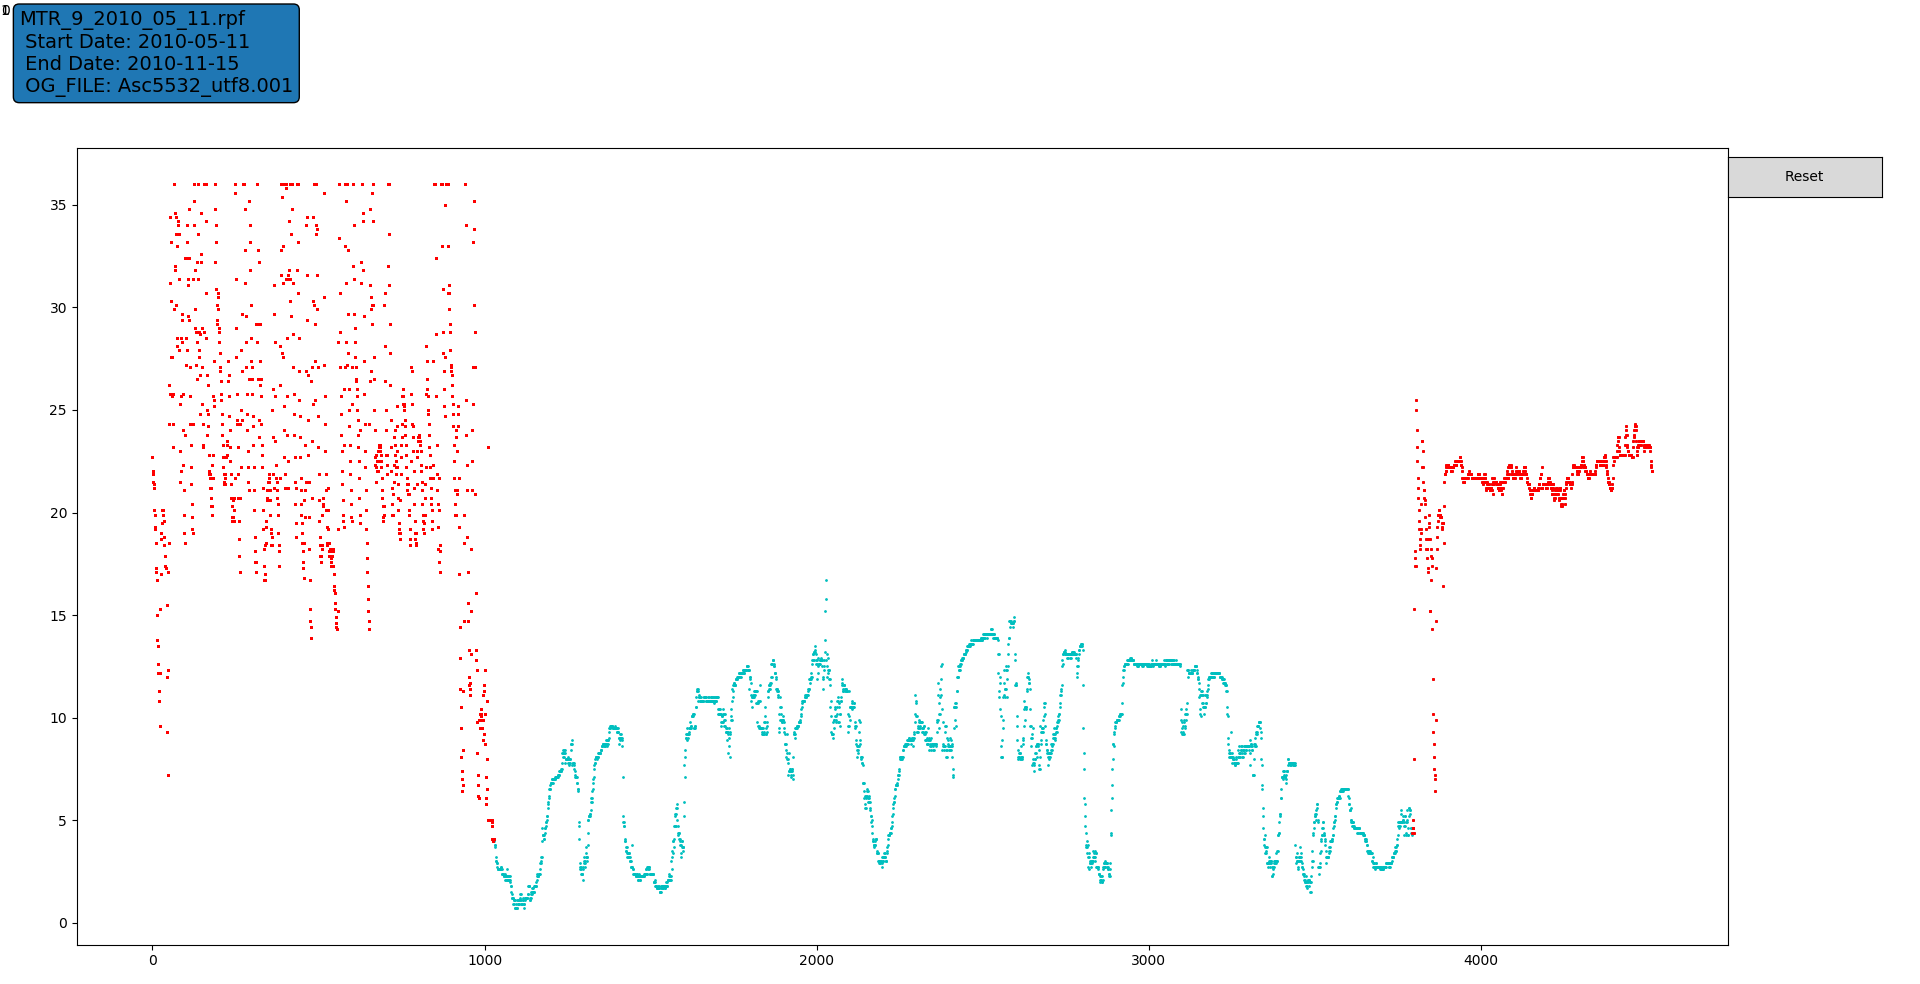 MTR_9_2010_05_11.rpf
Start Date: 2010-05-11
End Date: 2010-11-15
OG_FILE: Asc5532_utf8.001
Reset
35
30
25
20
15
10
5
0
0
1000
2000
3000
4000